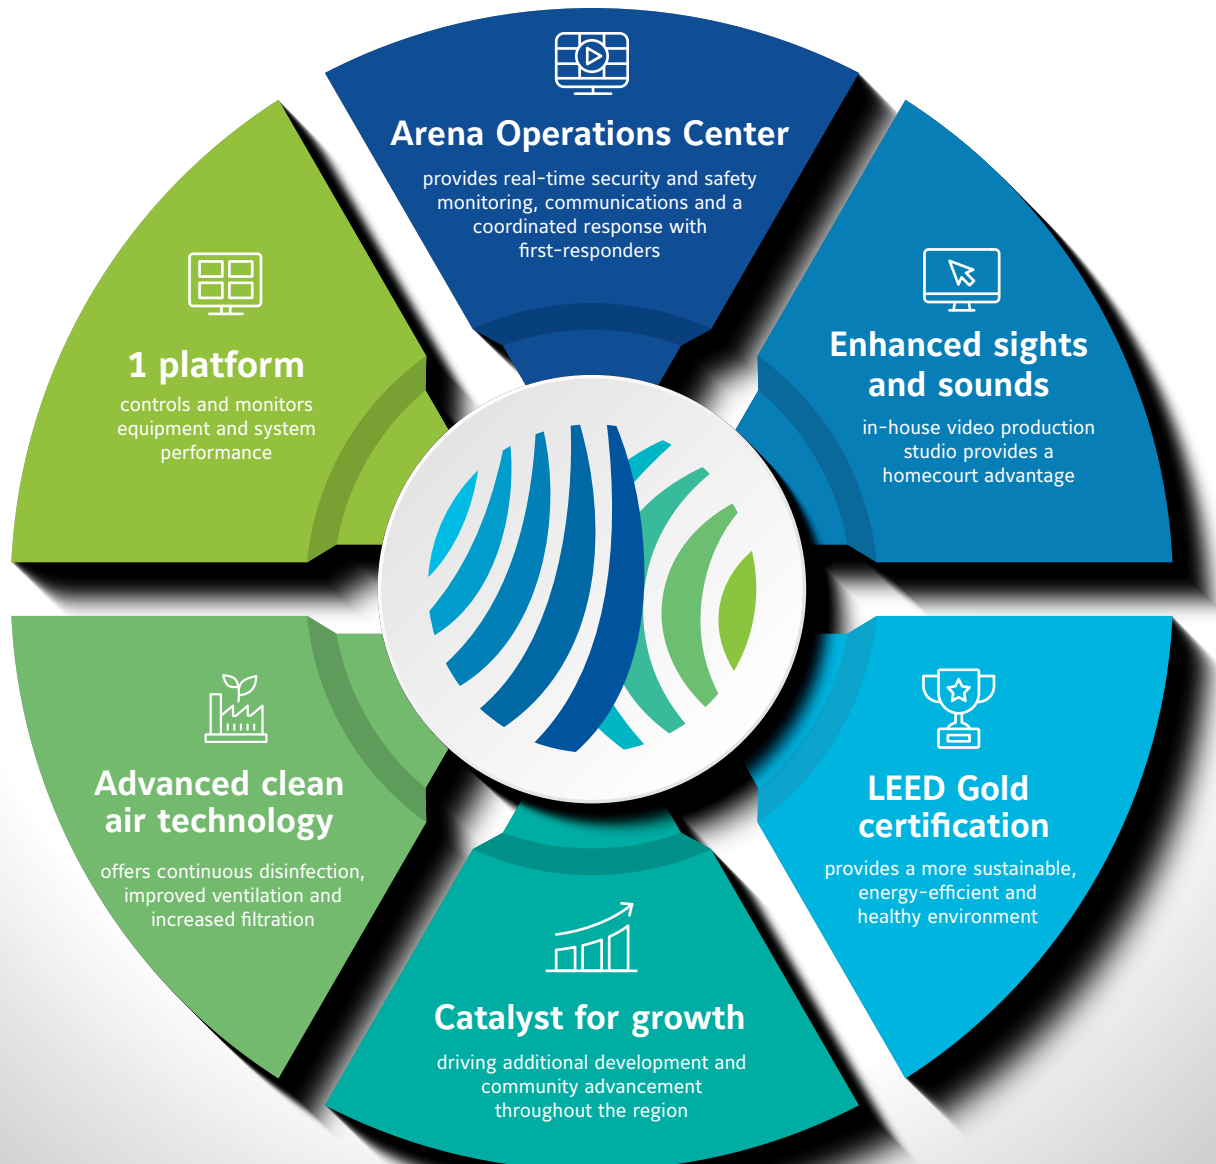 Arena Operations Center
provides real-time security and safety
monitoring, communications and a
coordinated response with
first-responders
Enhanced sights
and sounds
in-house video production
studio provides a
homecourt advantage
LEED Gold
certification
provides a more sustainable,
energy-efficient and
healthy environment
Catalyst for growth
driving additional development and
community advancement
throughout the region
Advanced clean
air technology
offers continuous disinfection,
improved ventilation and
increased filtration
1 platform
controls and monitors
equipment and system
performance